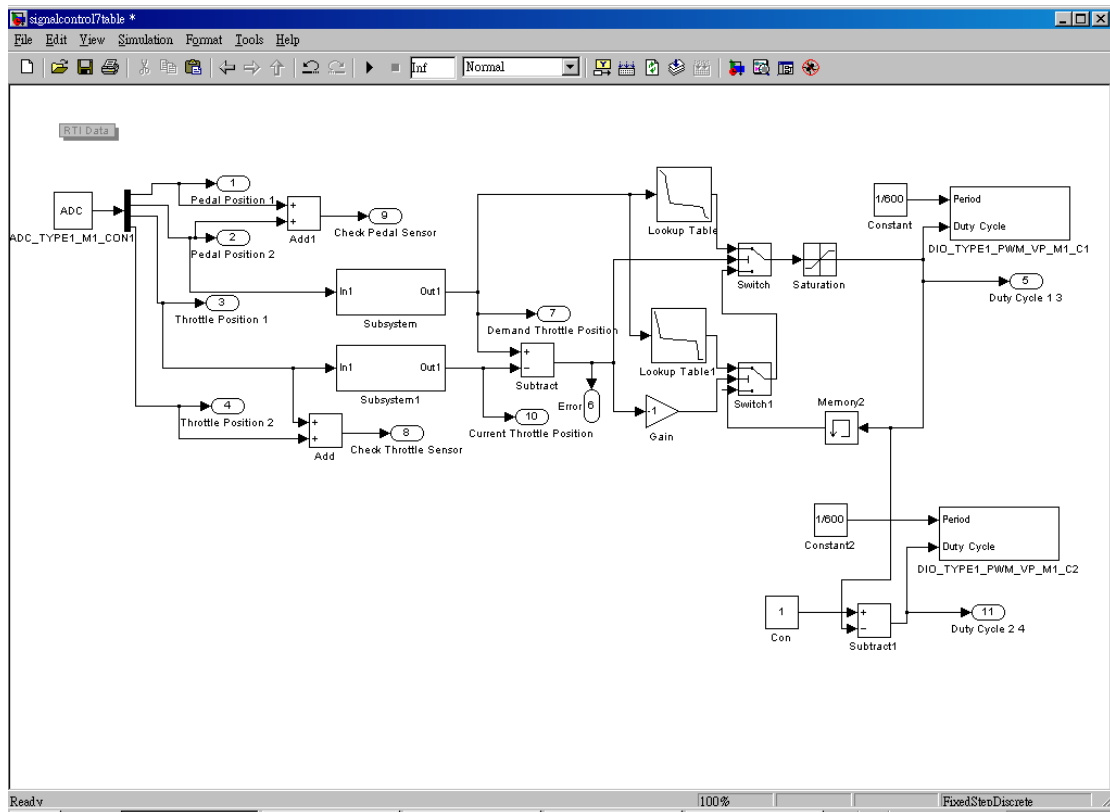 signalcontrol7table *
File Edit View Simulation Format Tools Help
Inf Normal
RTI Data
ADC
ADC_TYPE1_M1_CON1
1
Pedal Position 1
2
Pedal Position 2
3
Throttle Position 1
4
Throttle Position 2
+
+
Add1
9
Check Pedal Sensor
In1 Out1
Subsystem
In1 Out1
Subsystem1
+
+
Add
8
Check Throttle Sensor
7
Demand Throttle Position
+
−
Subtract
10
Current Throttle Position
Error 6
Lookup Table
Lookup Table1
-1
Gain
Switch
Switch1
Saturation
1/600
Constant
Period
Duty Cycle
DIO_TYPE1_PWM_VP_M1_C1
5
Duty Cycle 1 3
Memory2
1/600
Constant2
Period
Duty Cycle
DIO_TYPE1_PWM_VP_M1_C2
1
Con
+
−
Subtract1
11
Duty Cycle 2 4
Ready 100% FixedStepDiscrete